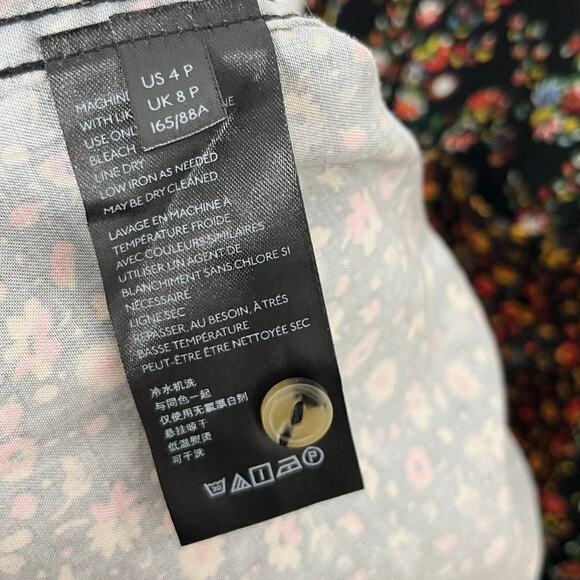 US 4 P
UK 8 P
165/88A
MACHINE
WITH LIKE
USE ONLY
BLEACH
LINE DRY
LOW IRON AS NEEDED
MAY BE DRY CLEANED
LAVAGE EN MACHINE À
TEMPÉRATURE FROIDE
AVEC COULEURS SIMILAIRES
UTILISER UN AGENT DE
BLANCHIMENT SANS CHLORE SI
NÉCESSAIRE
LIGNE SEC
REPASSER, AU BESOIN, À TRÉS
BASSE TEMPÉRATURE
PEUT-ÊTRE ÊTRE NETTOYÉE SEC
冷水机洗
与同色一起
仅使用无氯漂白剂
悬挂晾干
低温熨烫
可干洗
30
P